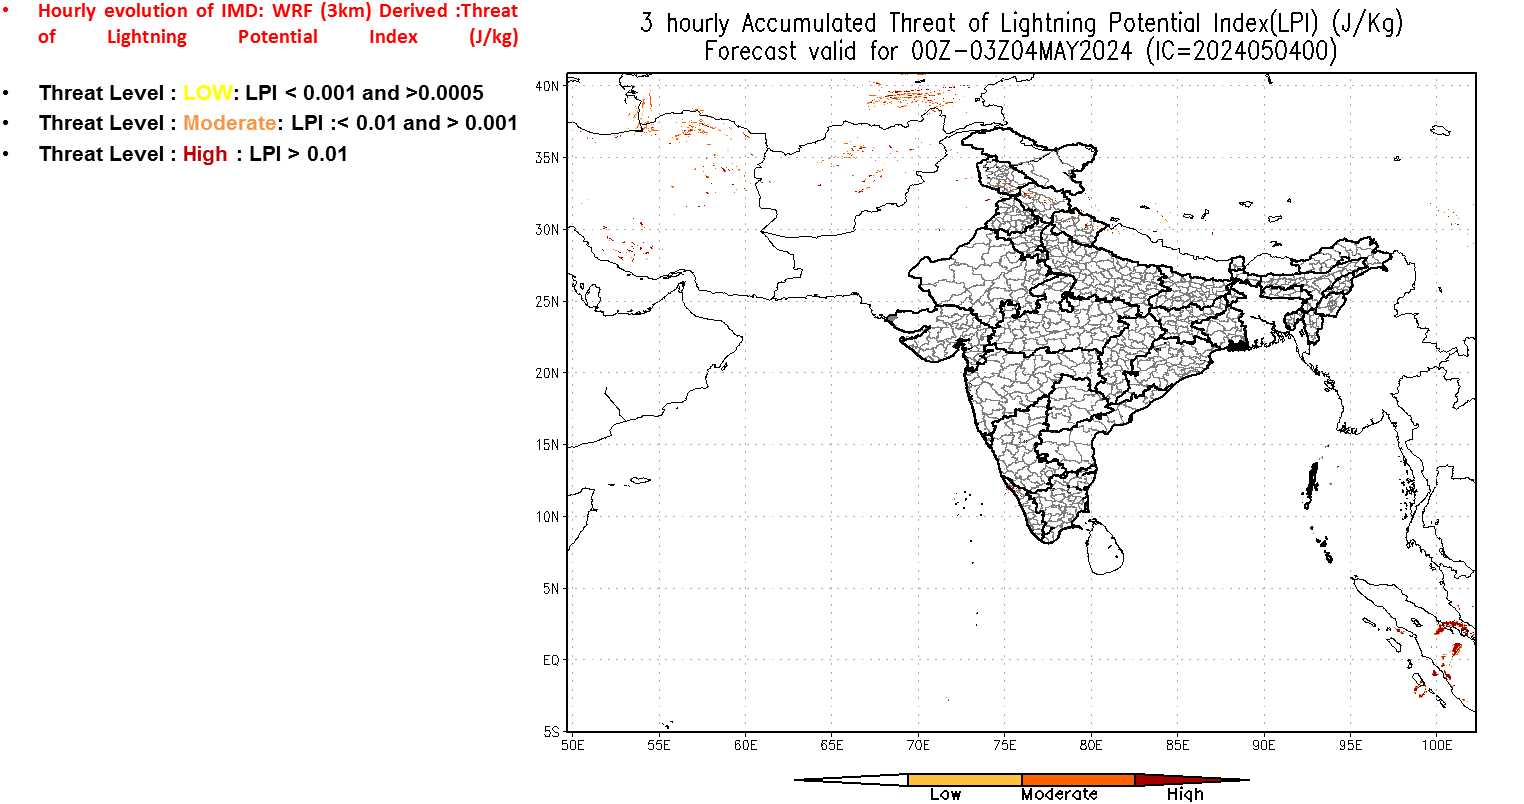 • Hourly evolution of IMD: WRF (3km) Derived :Threat
of Lightning Potential Index (J/kg)
• Threat Level : LOW: LPI < 0.001 and >0.0005
• Threat Level : Moderate: LPI :< 0.01 and > 0.001
• Threat Level : High : LPI > 0.01
3 hourly Accumulated Threat of Lightning Potential Index(LPI) (J/Kg)
Forecast valid for 00Z-03Z04MAY2024 (IC=2024050400)
40N
35N
30N
25N
20N
15N
10N
5N
EQ
5S
50E 55E 60E 65E 70E 75E 80E 85E 90E 95E 100E
Low Moderate High